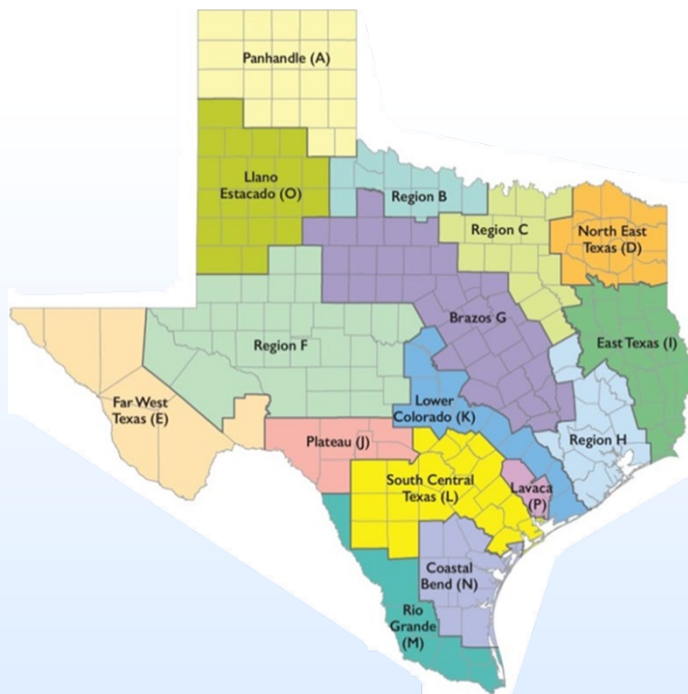 Panhandle (A)
Llano
Estacado (O)
Region B
Region C
North East
Texas (D)
Brazos G
East Texas (I)
Region F
Far West
Texas (E)
Lower
Colorado (K)
Region H
Plateau (J)
South Central
Texas (L)
Lavaca
(P)
Coastal
Bend (N)
Rio
Grande
(M)